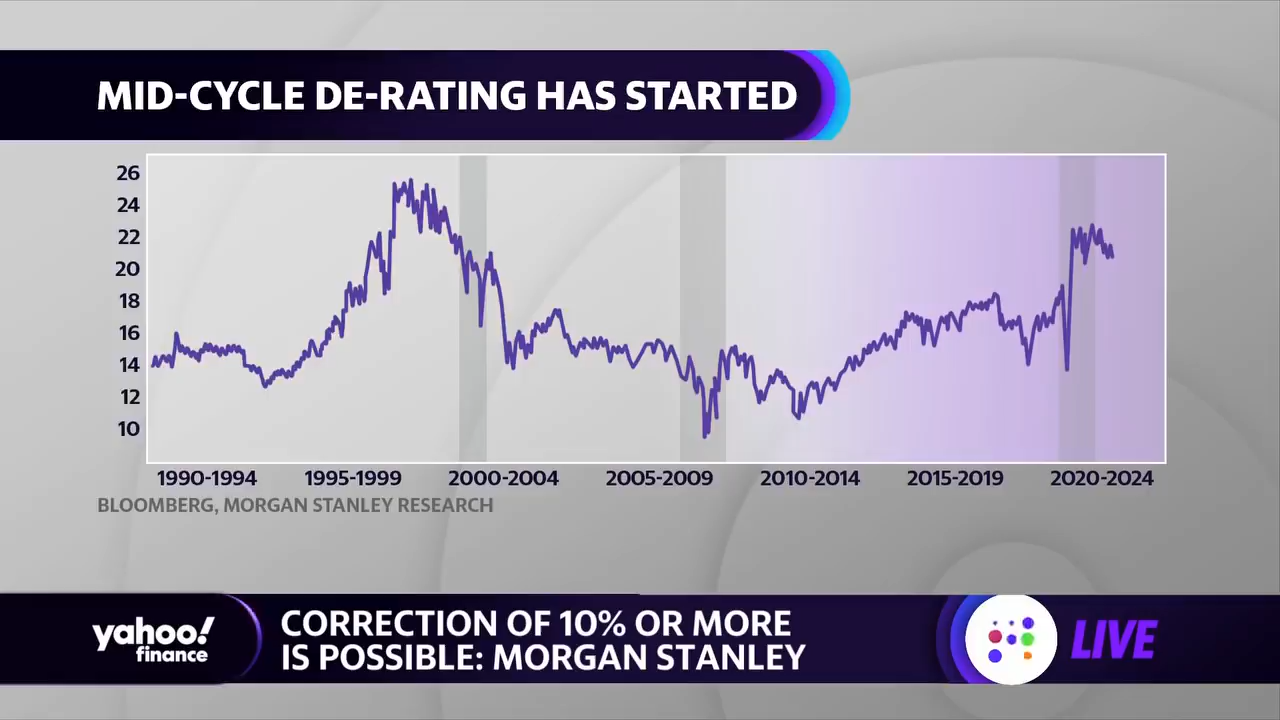 MID-CYCLE DE-RATING HAS STARTED
26
24
22
20
18
16
14
12
10
1990-1994 1995-1999 2000-2004 2005-2009 2010-2014 2015-2019 2020-2024
BLOOMBERG, MORGAN STANLEY RESEARCH
yahoo!
finance
CORRECTION OF 10% OR MORE
IS POSSIBLE: MORGAN STANLEY
LIVE